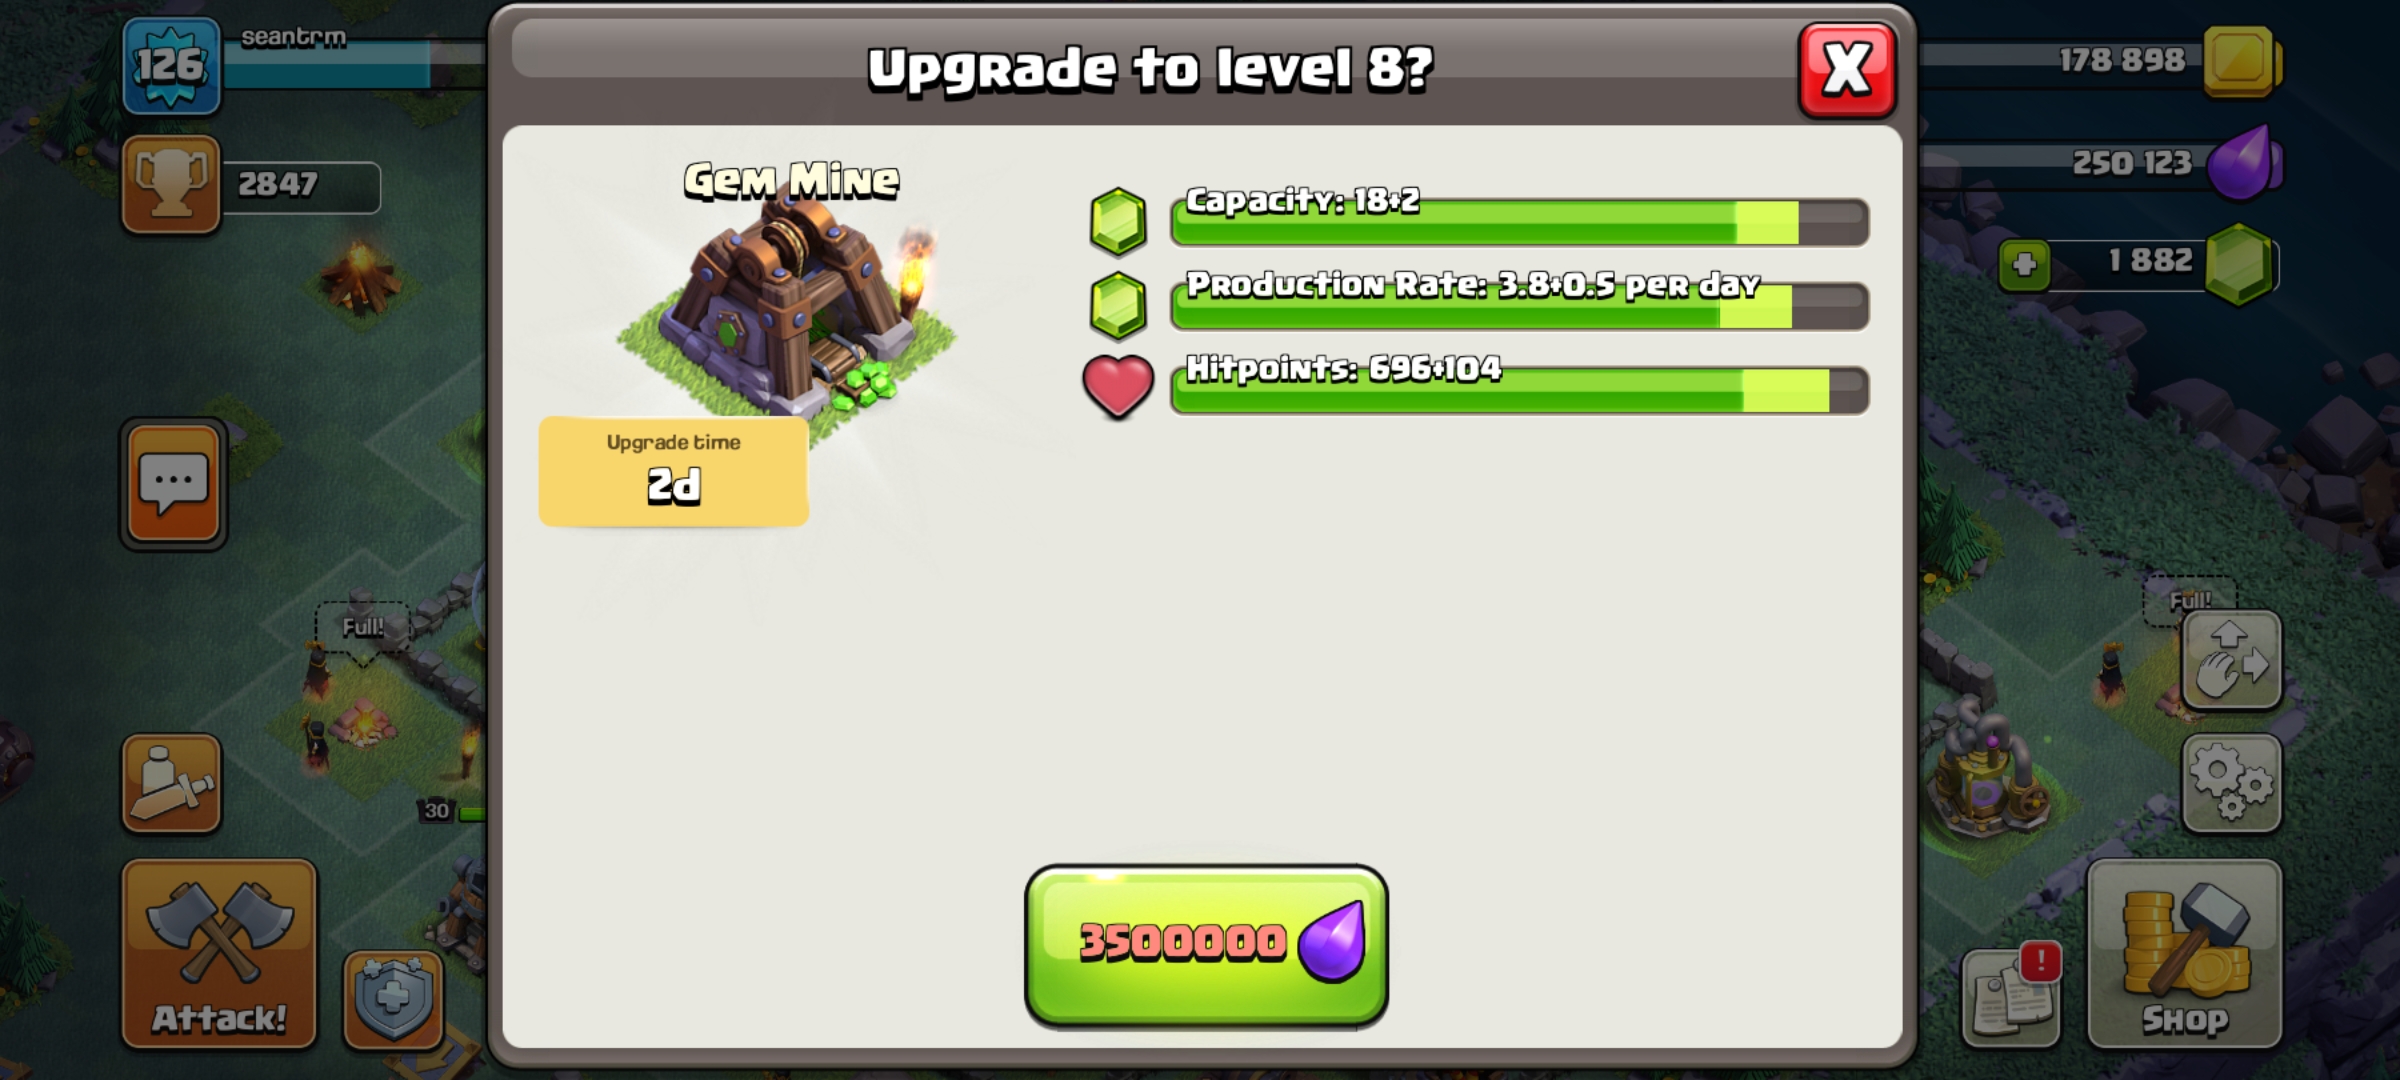 126
seantrm
Upgrade to level 8?
X
178 898
2847
Gem Mine
Capacity: 18+2
250 123
Production Rate: 3.8+0.5 per day
1 882
Hitpoints: 696+104
Upgrade time
2d
Full!
Full!
30
3500000
Attack!
!
Shop